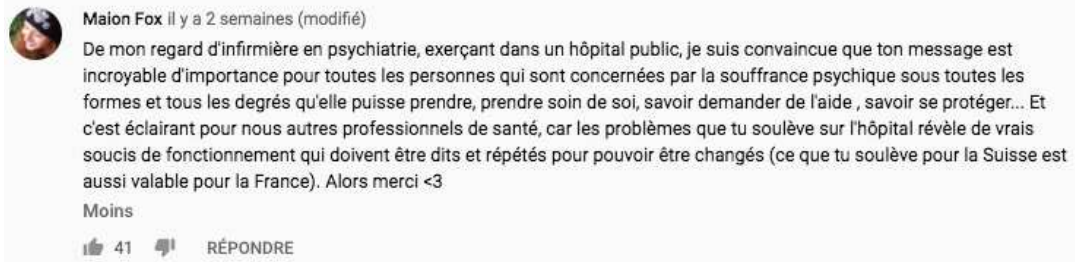 Maion Fox il y a 2 semaines (modifié)
De mon regard d'infirmière en psychiatrie, exerçant dans un hôpital public, je suis convaincue que ton message est
incroyable d'importance pour toutes les personnes qui sont concernées par la souffrance psychique sous toutes les
formes et tous les degrés qu'elle puisse prendre, prendre soin de soi, savoir demander de l'aide , savoir se protéger... Et
c'est éclairant pour nous autres professionnels de santé, car les problèmes que tu soulève sur l'hôpital révèle de vrais
soucis de fonctionnement qui doivent être dits et répétés pour pouvoir être changés (ce que tu soulève pour la Suisse est
aussi valable pour la France). Alors merci <3
Moins
41 RÉPONDRE